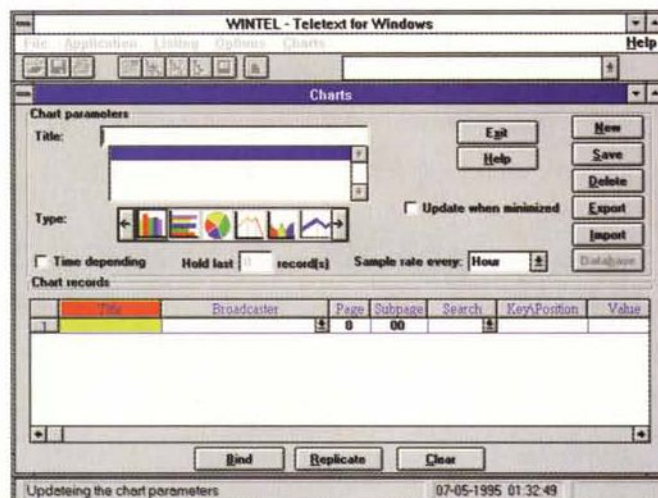 WINTEL - Teletext for Windows
File Application Listing Options Charts Help
Charts
Chart parameters
Title:
Exit
Help
New
Save
Delete
Export
Import
Database
Type:
Update when minimized
Time depending Hold last 0 record(s) Sample rate every: Hour
Chart records
Title Broadcaster Page Subpage Search Key\Position Value
1 0 00
Bind Replicate Clear
Updateing the chart parameters 07-05-1995 01:32:49